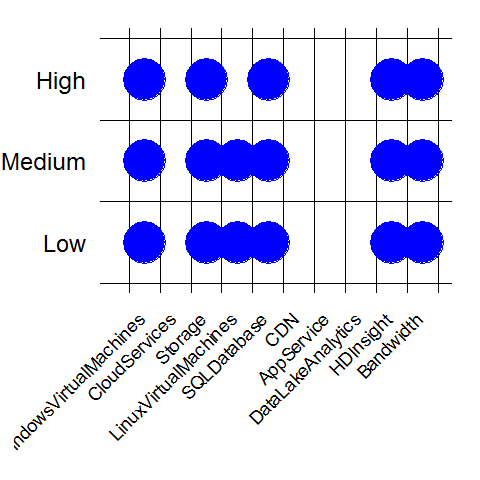 High
Medium
Low
ndowsVirtualMachines
CloudServices
Storage
LinuxVirtualMachines
SQLDatabase
CDN
AppService
DataLakeAnalytics
HDInsight
Bandwidth